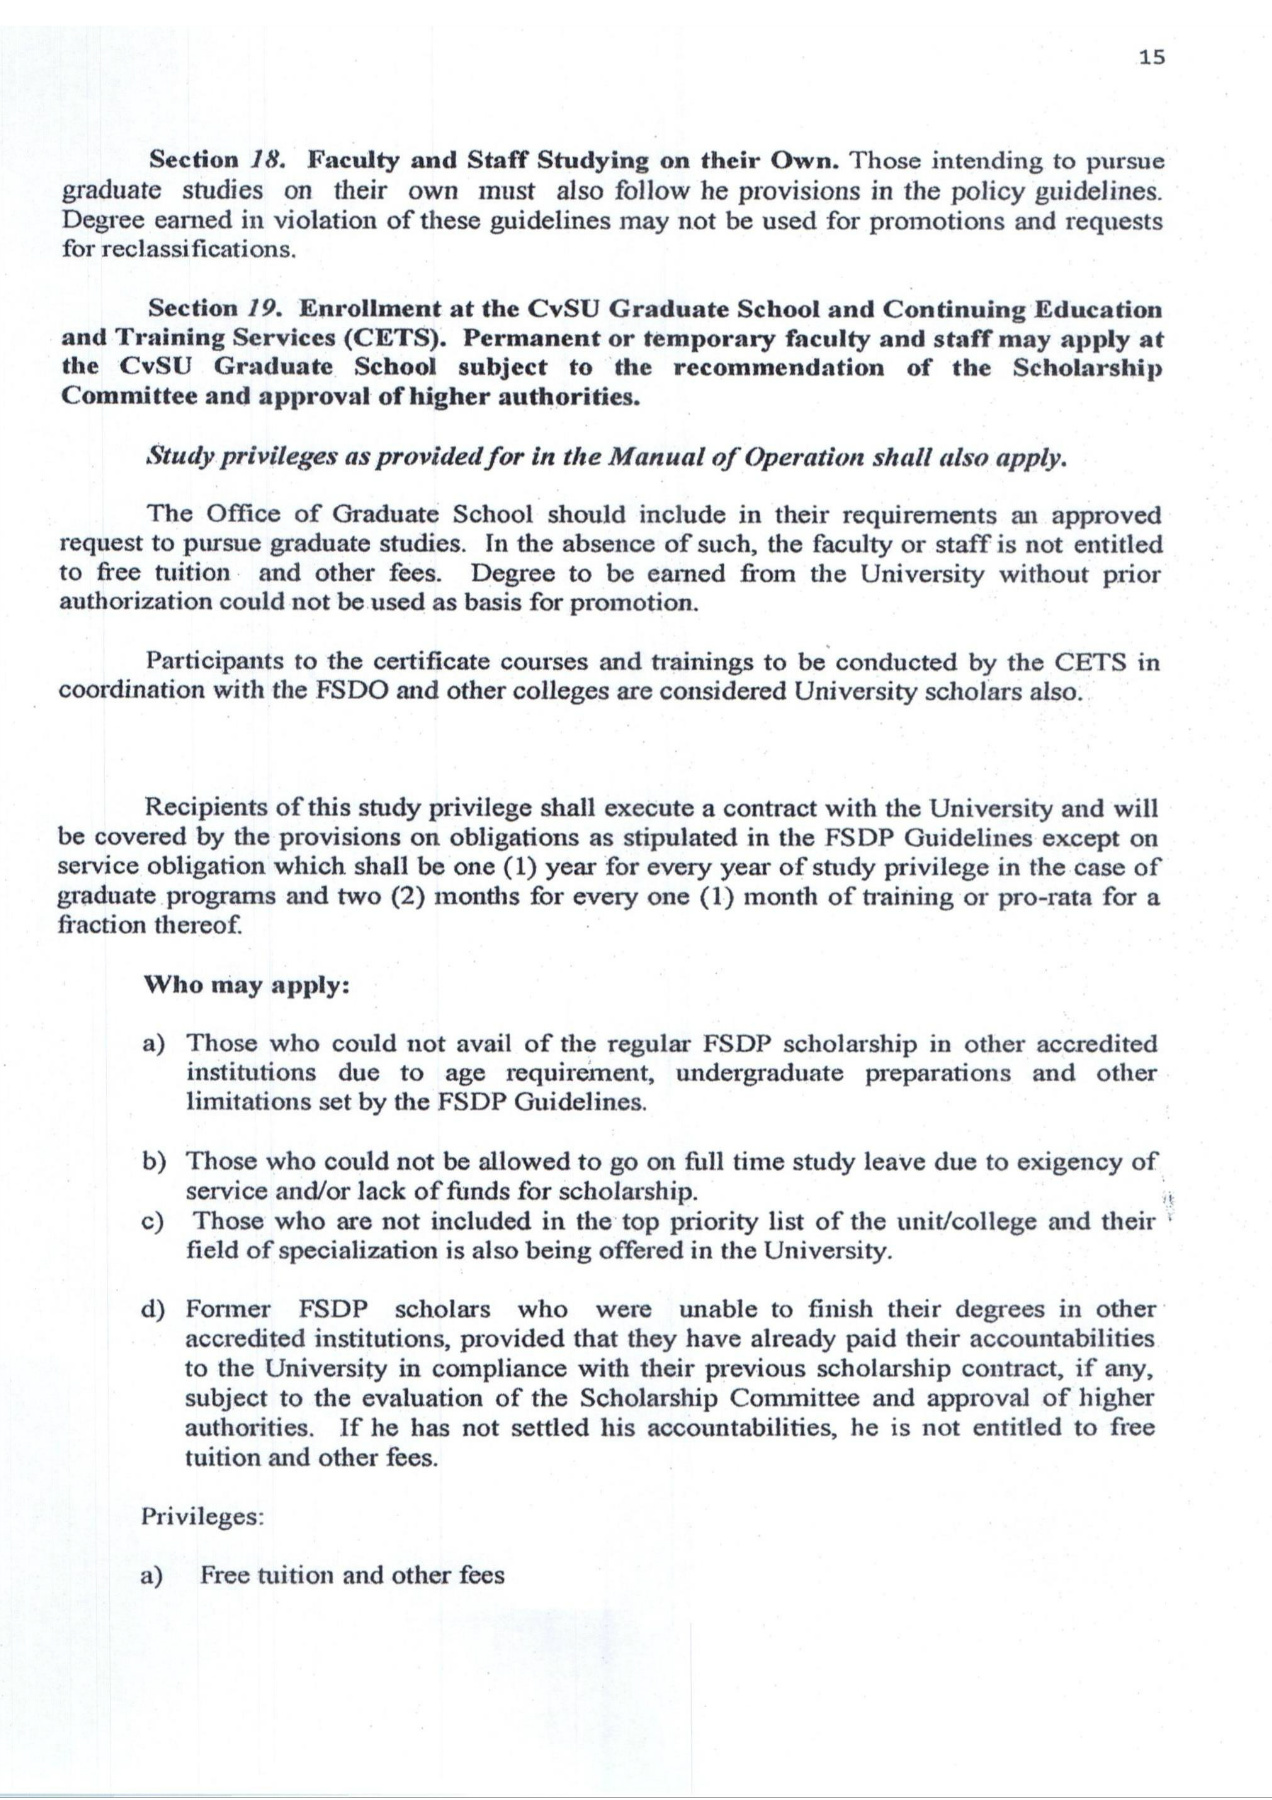 15
Section 18. Faculty and Staff Studying on their Own. Those intending to pursue
graduate studies on their own must also follow he provisions in the policy guidelines.
Degree earned in violation of these guidelines may not be used for promotions and requests
for reclassifications.
Section 19. Enrollment at the CvSU Graduate School and Continuing Education
and Training Services (CETS). Permanent or temporary faculty and staff may apply at
the CvSU Graduate School subject to the recommendation of the Scholarship
Committee and approval of higher authorities.
Study privileges as provided for in the Manual of Operation shall also apply.
The Office of Graduate School should include in their requirements an approved
request to pursue graduate studies. In the absence of such, the faculty or staff is not entitled
to free tuition and other fees. Degree to be earned from the University without prior
authorization could not be used as basis for promotion.
Participants to the certificate courses and trainings to be conducted by the CETS in
coordination with the FSDO and other colleges are considered University scholars also.
Recipients of this study privilege shall execute a contract with the University and will
be covered by the provisions on obligations as stipulated in the FSDP Guidelines except on
service obligation which shall be one (1) year for every year of study privilege in the case of
graduate programs and two (2) months for every one (1) month of training or pro-rata for a
fraction thereof.
Who may apply:
a) Those who could not avail of the regular FSDP scholarship in other accredited
institutions due to age requirement, undergraduate preparations and other
limitations set by the FSDP Guidelines.
b) Those who could not be allowed to go on full time study leave due to exigency of
service and/or lack of funds for scholarship.
c) Those who are not included in the top priority list of the unit/college and their
field of specialization is also being offered in the University.
d) Former FSDP scholars who were unable to finish their degrees in other
accredited institutions, provided that they have already paid their accountabilities
to the University in compliance with their previous scholarship contract, if any,
subject to the evaluation of the Scholarship Committee and approval of higher
authorities. If he has not settled his accountabilities, he is not entitled to free
tuition and other fees.
Privileges:
a) Free tuition and other fees